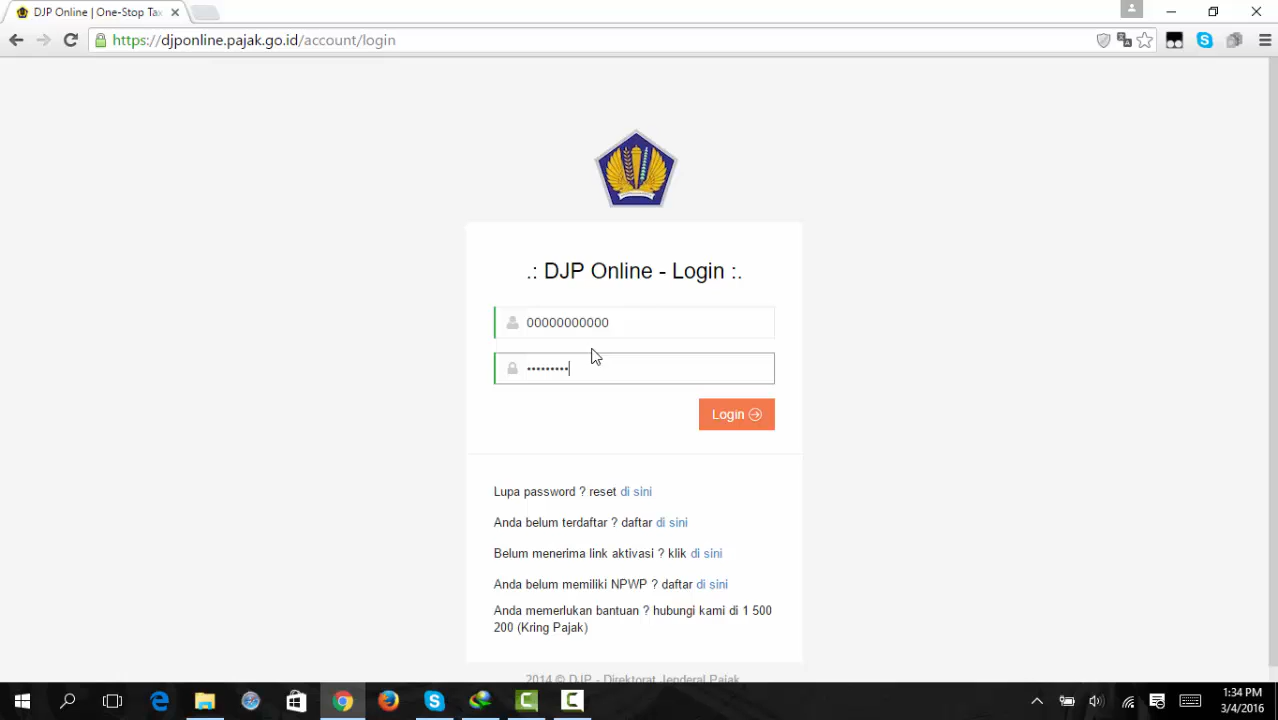 DJP Online | One-Stop Tax
https://djponline.pajak.go.id/account/login
.: DJP Online - Login :.
00000000000
•••••••••
Login
Lupa password ? reset di sini
Anda belum terdaftar ? daftar di sini
Belum menerima link aktivasi ? klik di sini
Anda belum memiliki NPWP ? daftar di sini
Anda memerlukan bantuan ? hubungi kami di 1 500
200 (Kring Pajak)
2014 © DJP - Direktorat Jenderal Pajak
1:34 PM
3/4/2016